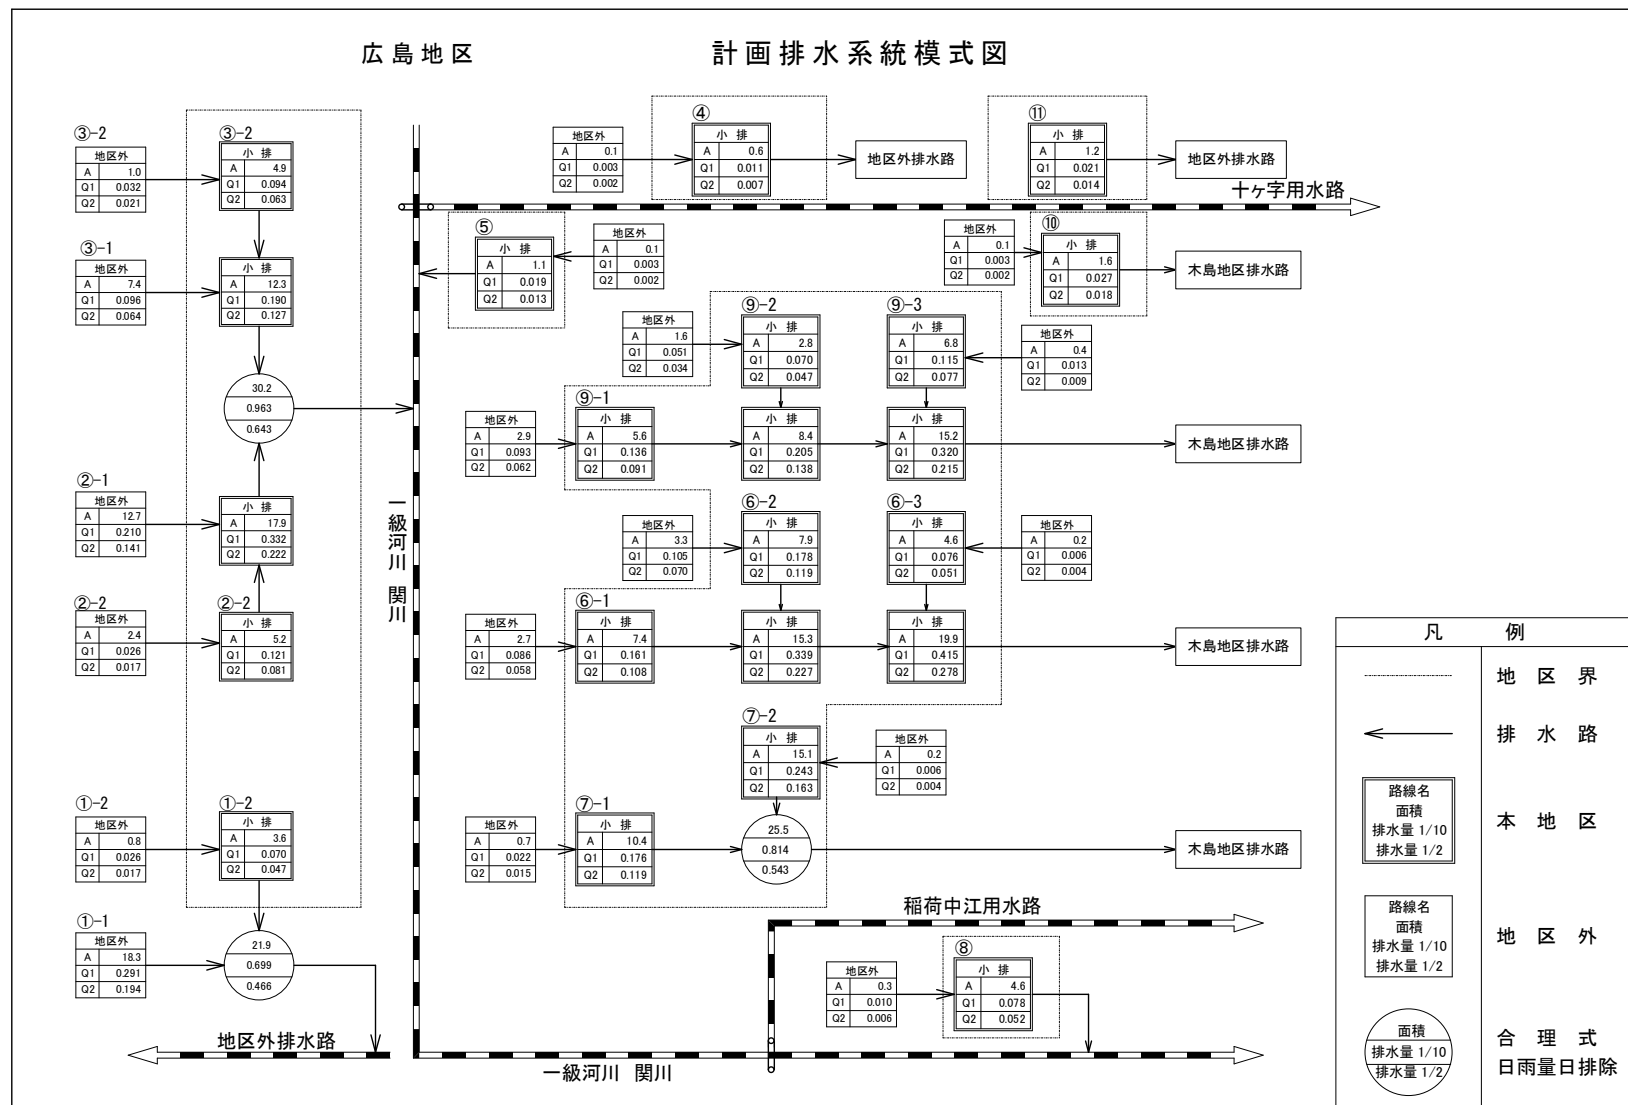 広島地区
計画排水系統模式図
③-2
地区外
A 1.0
Q1 0.032
Q2 0.021
③-2
小排
A 4.9
Q1 0.094
Q2 0.063
③-1
地区外
A 7.4
Q1 0.096
Q2 0.064
小排
A 12.3
Q1 0.190
Q2 0.127
30.2
0.963
0.643
②-1
地区外
A 12.7
Q1 0.210
Q2 0.141
小排
A 17.9
Q1 0.332
Q2 0.222
②-2
地区外
A 2.4
Q1 0.026
Q2 0.017
②-2
小排
A 5.2
Q1 0.121
Q2 0.081
①-2
地区外
A 0.8
Q1 0.026
Q2 0.017
①-2
小排
A 3.6
Q1 0.070
Q2 0.047
①-1
地区外
A 18.3
Q1 0.291
Q2 0.194
21.9
0.699
0.466
地区外排水路
一級河川 関川
地区外
A 0.1
Q1 0.003
Q2 0.002
④
小排
A 0.6
Q1 0.011
Q2 0.007
地区外排水路
⑪
小排
A 1.2
Q1 0.021
Q2 0.014
地区外排水路
十ヶ字用水路
⑤
小排
A 1.1
Q1 0.019
Q2 0.013
地区外
A 0.1
Q1 0.003
Q2 0.002
地区外
A 0.1
Q1 0.003
Q2 0.002
⑩
小排
A 1.6
Q1 0.027
Q2 0.018
木島地区排水路
地区外
A 1.6
Q1 0.051
Q2 0.034
⑨-2
小排
A 2.8
Q1 0.070
Q2 0.047
⑨-3
小排
A 6.8
Q1 0.115
Q2 0.077
地区外
A 0.4
Q1 0.013
Q2 0.009
地区外
A 2.9
Q1 0.093
Q2 0.062
⑨-1
小排
A 5.6
Q1 0.136
Q2 0.091
小排
A 8.4
Q1 0.205
Q2 0.138
小排
A 15.2
Q1 0.320
Q2 0.215
木島地区排水路
地区外
A 3.3
Q1 0.105
Q2 0.070
⑥-2
小排
A 7.9
Q1 0.178
Q2 0.119
⑥-3
小排
A 4.6
Q1 0.076
Q2 0.051
地区外
A 0.2
Q1 0.006
Q2 0.004
地区外
A 2.7
Q1 0.086
Q2 0.058
⑥-1
小排
A 7.4
Q1 0.161
Q2 0.108
小排
A 15.3
Q1 0.339
Q2 0.227
小排
A 19.9
Q1 0.415
Q2 0.278
木島地区排水路
⑦-2
小排
A 15.1
Q1 0.243
Q2 0.163
地区外
A 0.2
Q1 0.006
Q2 0.004
地区外
A 0.7
Q1 0.022
Q2 0.015
⑦-1
小排
A 10.4
Q1 0.176
Q2 0.119
25.5
0.814
0.543
木島地区排水路
稲荷中江用水路
地区外
A 0.3
Q1 0.010
Q2 0.006
⑧
小排
A 4.6
Q1 0.078
Q2 0.052
一級河川 関川
凡例
地区界
排水路
路線名
面積
排水量 1/10
排水量 1/2
本地区
路線名
面積
排水量 1/10
排水量 1/2
地区外
面積
排水量 1/10
排水量 1/2
合理式
日雨量日排除